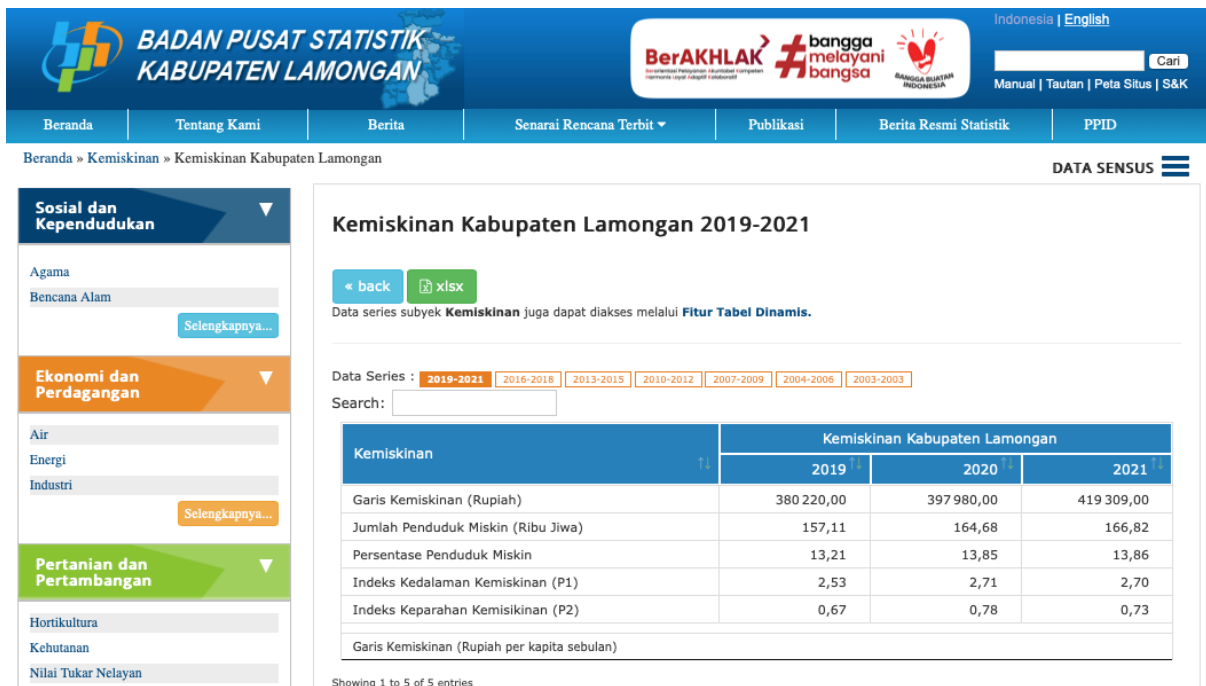 Indonesia | English
BADAN PUSAT STATISTIK
KABUPATEN LAMONGAN
BerAKHLAK
# bangga
melayani
bangsa
BANGGA BUATAN
INDONESIA
Cari
Manual | Tautan | Peta Situs | S&K
Beranda Tentang Kami Berita Senarai Rencana Terbit Publikasi Berita Resmi Statistik PPID
Beranda » Kemiskinan » Kemiskinan Kabupaten Lamongan
DATA SENSUS
Sosial dan
Kependudukan
Agama
Bencana Alam
Selengkapnya...
Ekonomi dan
Perdagangan
Air
Energi
Industri
Selengkapnya...
Pertanian dan
Pertambangan
Hortikultura
Kehutanan
Nilai Tukar Nelayan
Kemiskinan Kabupaten Lamongan 2019-2021
« back xlsx
Data series subyek Kemiskinan juga dapat diakses melalui Fitur Tabel Dinamis.
Data Series : 2019-2021 2016-2018 2013-2015 2010-2012 2007-2009 2004-2006 2003-2003
Search:
Kemiskinan Kemiskinan Kabupaten Lamongan
2019 2020 2021
Garis Kemiskinan (Rupiah) 380 220,00 397 980,00 419 309,00
Jumlah Penduduk Miskin (Ribu Jiwa) 157,11 164,68 166,82
Persentase Penduduk Miskin 13,21 13,85 13,86
Indeks Kedalaman Kemiskinan (P1) 2,53 2,71 2,70
Indeks Keparahan Kemisikinan (P2) 0,67 0,78 0,73
Garis Kemiskinan (Rupiah per kapita sebulan)
Showing 1 to 5 of 5 entries